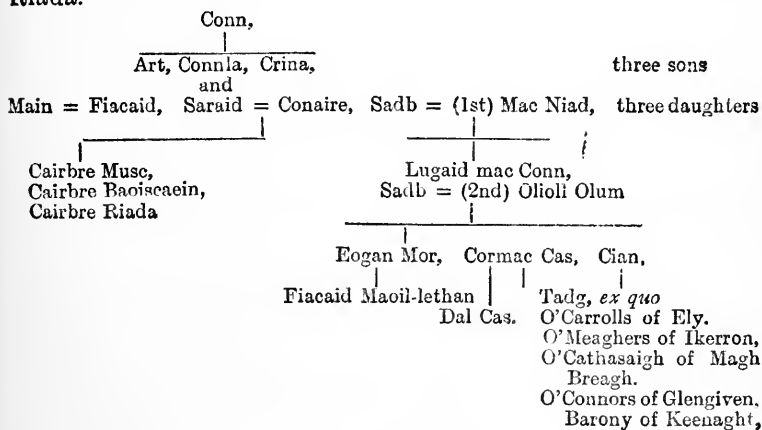 Conn,
Art, Connla, Crina, three sons
and
Main = Fiacaid, Saraid = Conaire, Sadb = (1st) Mac Niad, three daughters
Cairbre Musc, Lugaid mac Conn,
Cairbre Baoiscaein, Sadb = (2nd) Olioli Olum
Cairbre Riada
Eogan Mor, Cormac Cas, Cian,
Fiacaid Maoil-lethan Tadg, ex quo
Dal Cas. O'Carrolls of Ely.
O'Meaghers of Ikerron,
O'Cathasaigh of Magh
Breagh.
O'Connors of Glengiven.
Barony of Keenaght,